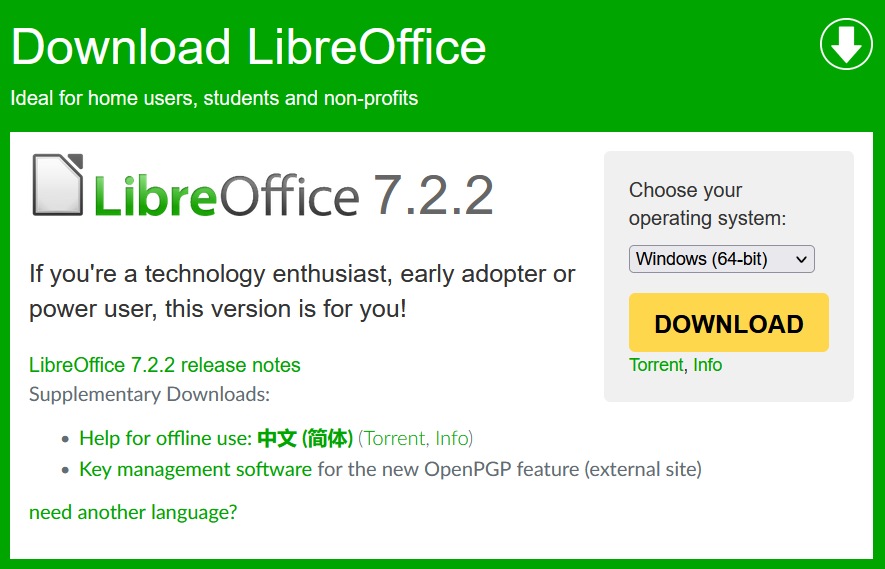 Download LibreOffice
Ideal for home users, students and non-profits
LibreOffice 7.2.2
If you're a technology enthusiast, early adopter or
power user, this version is for you!
LibreOffice 7.2.2 release notes
Supplementary Downloads:
• Help for offline use: 中文 (简体) (Torrent, Info)
• Key management software for the new OpenPGP feature (external site)
need another language?
Choose your
operating system:
Windows (64-bit)
DOWNLOAD
Torrent, Info